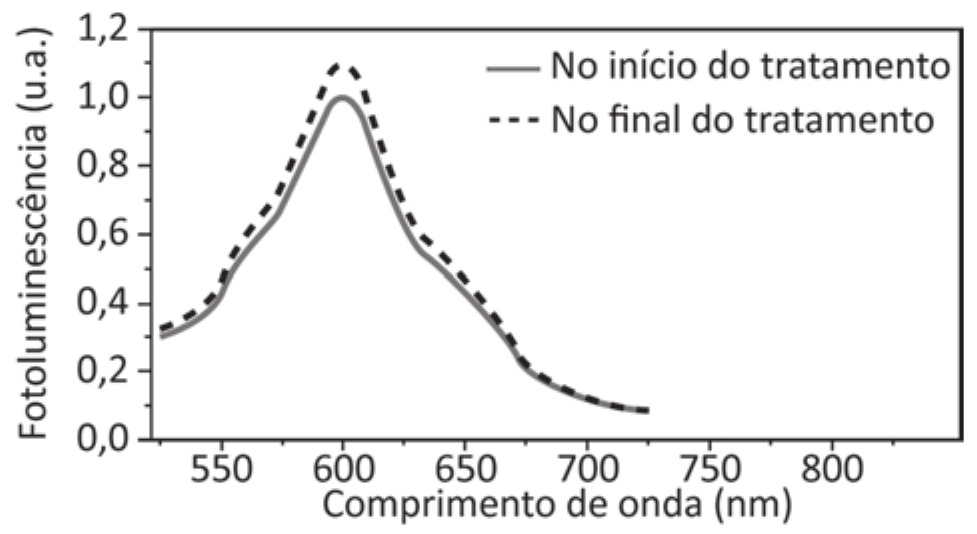 Fotoluminescência (u.a.)
1,2
1,0
0,8
0,6
0,4
0,2
0,0
No início do tratamento
No final do tratamento
550 600 650 700 750 800
Comprimento de onda (nm)